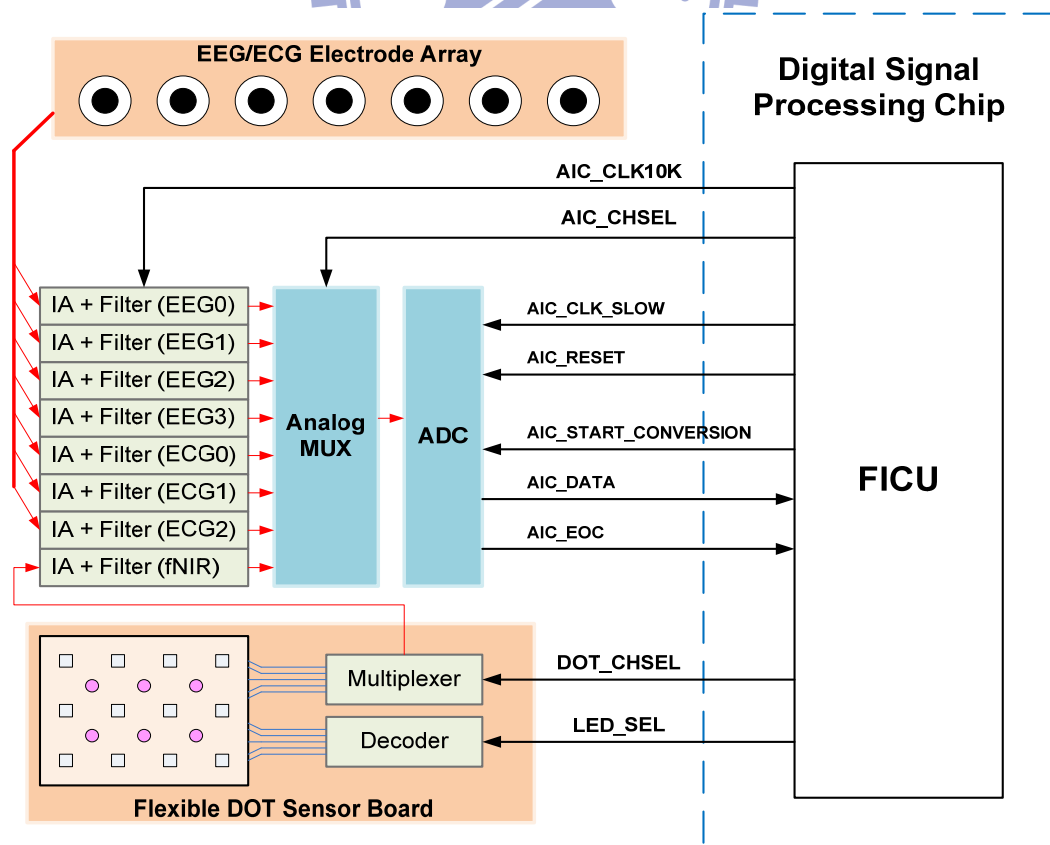 EEG/ECG Electrode Array
Digital Signal
Processing Chip
AIC_CLK10K
AIC_CHSEL
IA + Filter (EEG0)
IA + Filter (EEG1)
IA + Filter (EEG2)
IA + Filter (EEG3)
IA + Filter (ECG0)
IA + Filter (ECG1)
IA + Filter (ECG2)
IA + Filter (fNIR)
Analog
MUX
ADC
AIC_CLK_SLOW
AIC_RESET
AIC_START_CONVERSION
AIC_DATA
AIC_EOC
FICU
Multiplexer
Decoder
DOT_CHSEL
LED_SEL
Flexible DOT Sensor Board